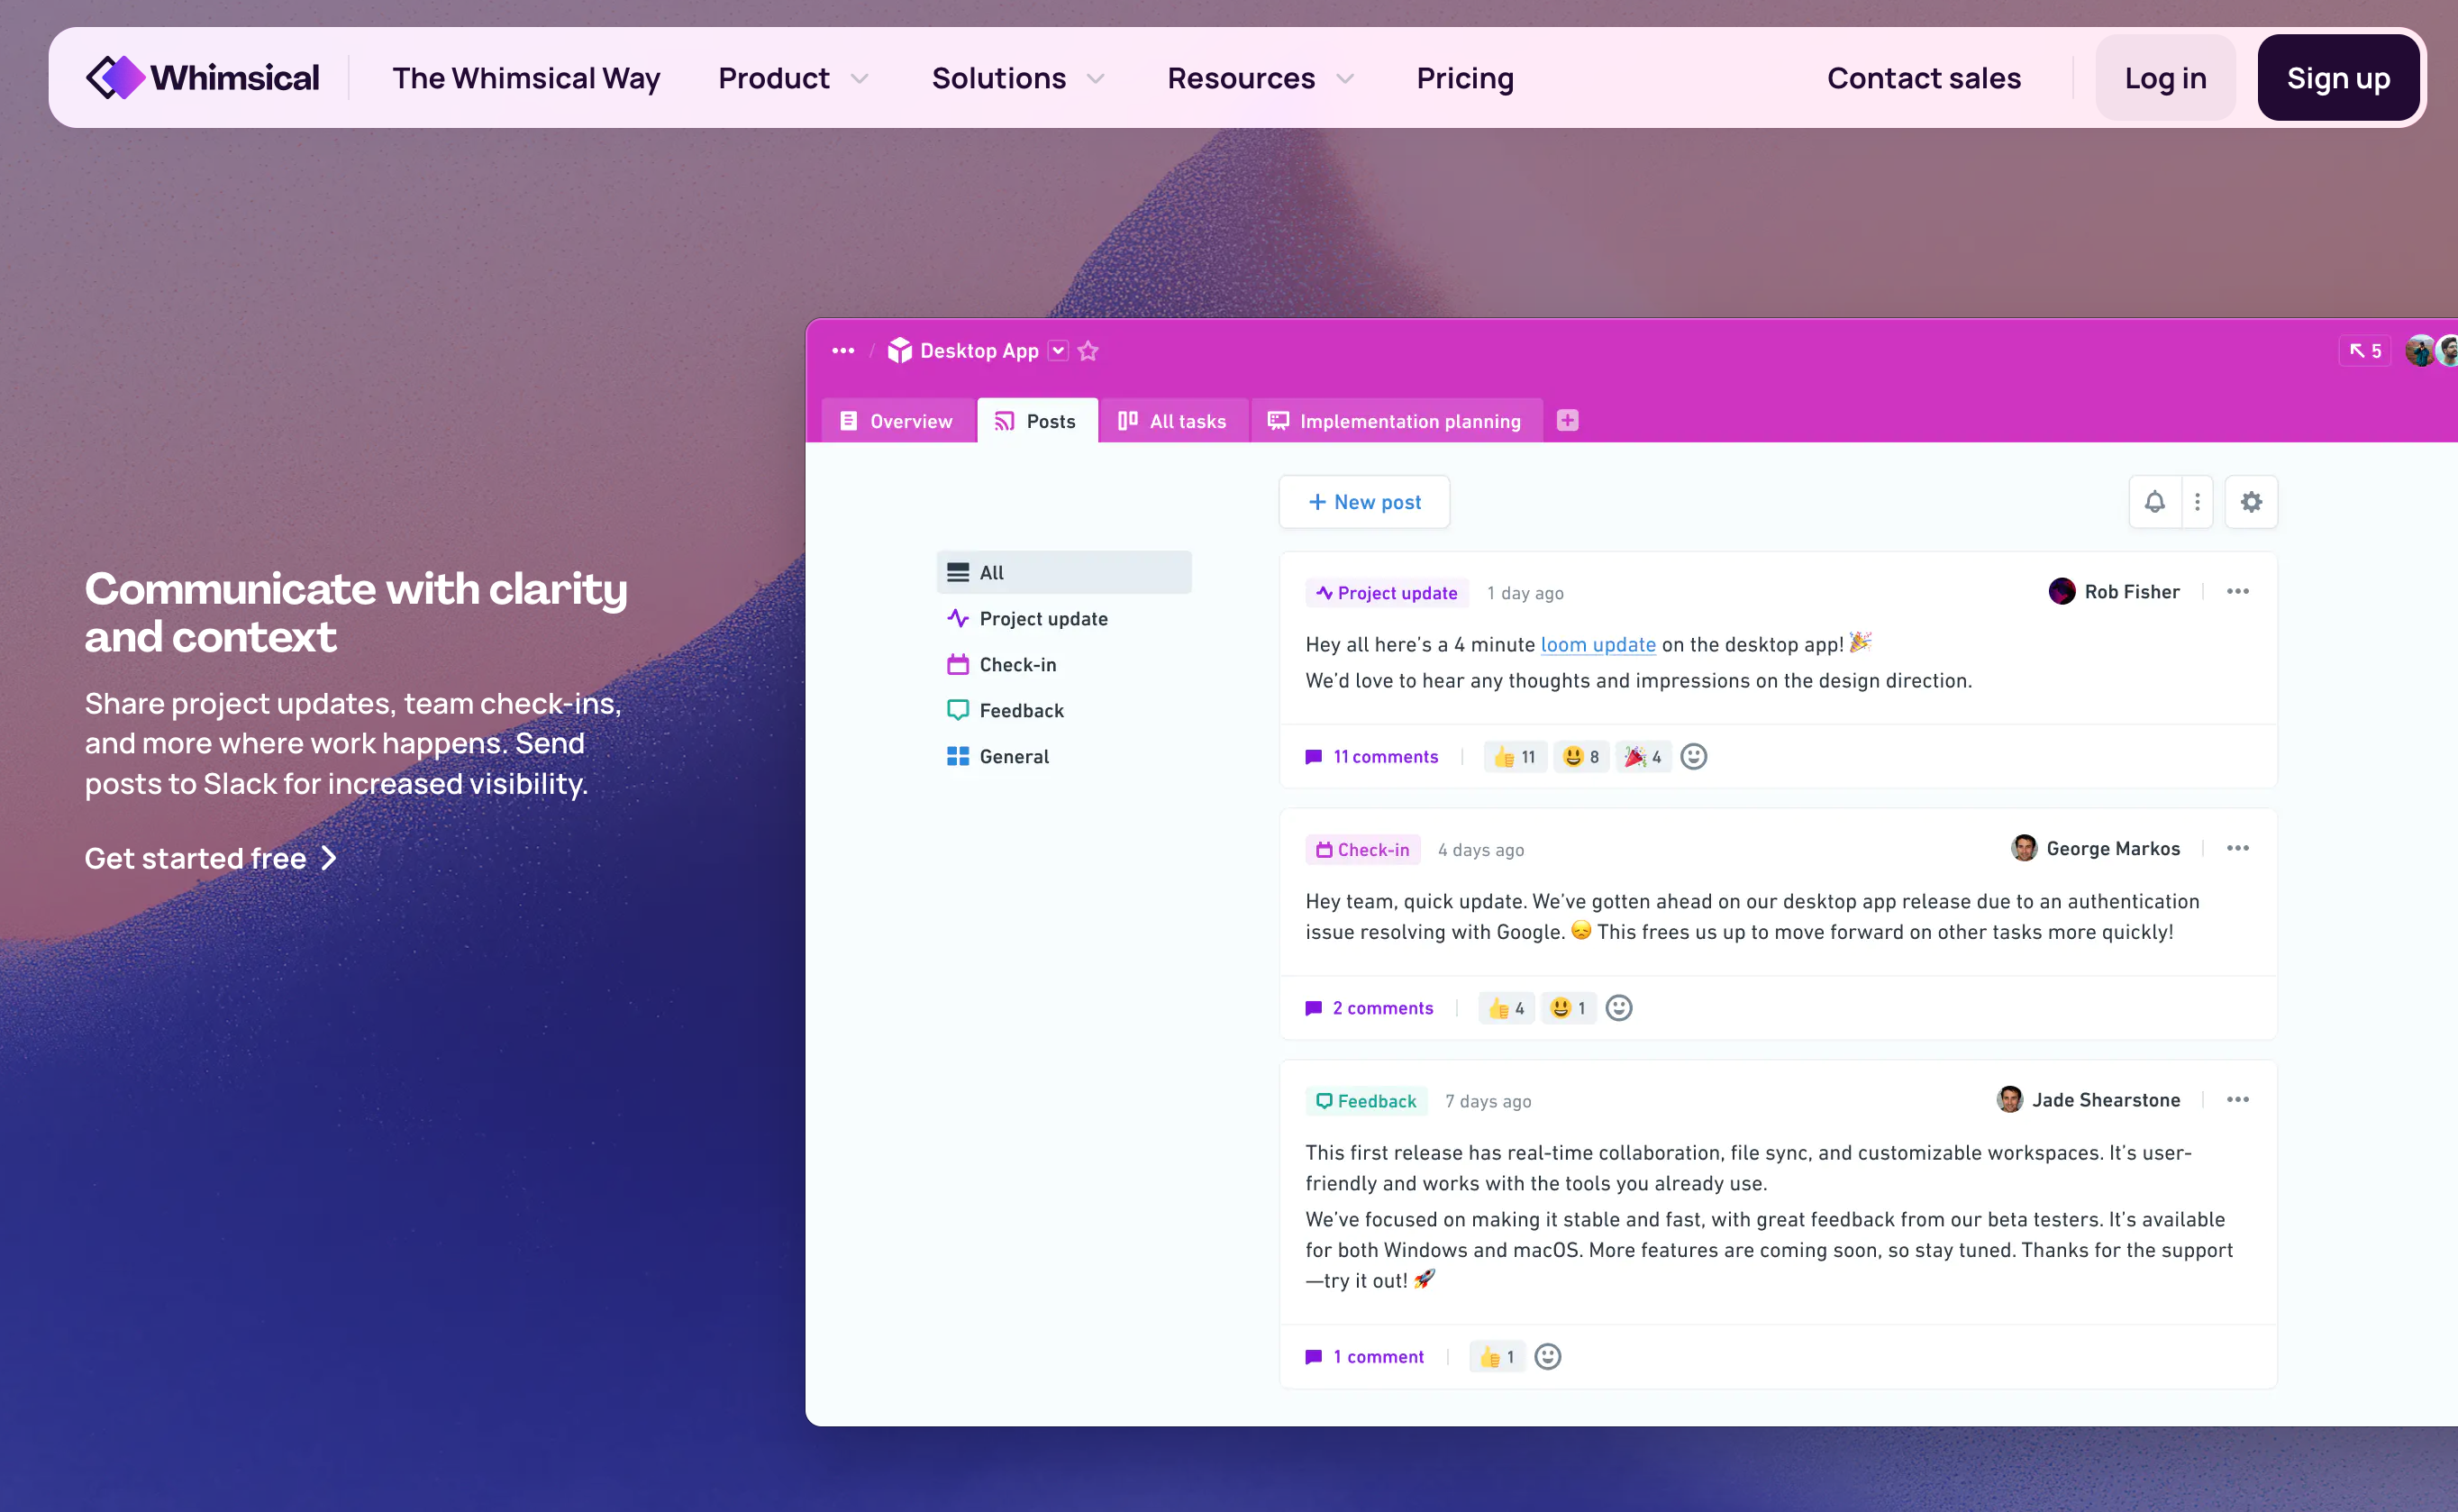 Whimsical
The Whimsical Way
Product
Solutions
Resources
Pricing
Contact sales
Log in
Sign up
Communicate with clarity
and context
Share project updates, team check-ins,
and more where work happens. Send
posts to Slack for increased visibility.
Get started free
/ Desktop App
5
Overview
Posts
All tasks
Implementation planning
+ New post
All
Project update
Check-in
Feedback
General
Project update
1 day ago
Rob Fisher
Hey all here’s a 4 minute loom update on the desktop app! 🎉
We’d love to hear any thoughts and impressions on the design direction.
11 comments
👍 11
😃 8
🎉 4
Check-in
4 days ago
George Markos
Hey team, quick update. We’ve gotten ahead on our desktop app release due to an authentication
issue resolving with Google. 😞 This frees us up to move forward on other tasks more quickly!
2 comments
👍 4
😃 1
Feedback
7 days ago
Jade Shearstone
This first release has real-time collaboration, file sync, and customizable workspaces. It’s user-
friendly and works with the tools you already use.
We’ve focused on making it stable and fast, with great feedback from our beta testers. It’s available
for both Windows and macOS. More features are coming soon, so stay tuned. Thanks for the support
—try it out! 🚀
1 comment
👍 1